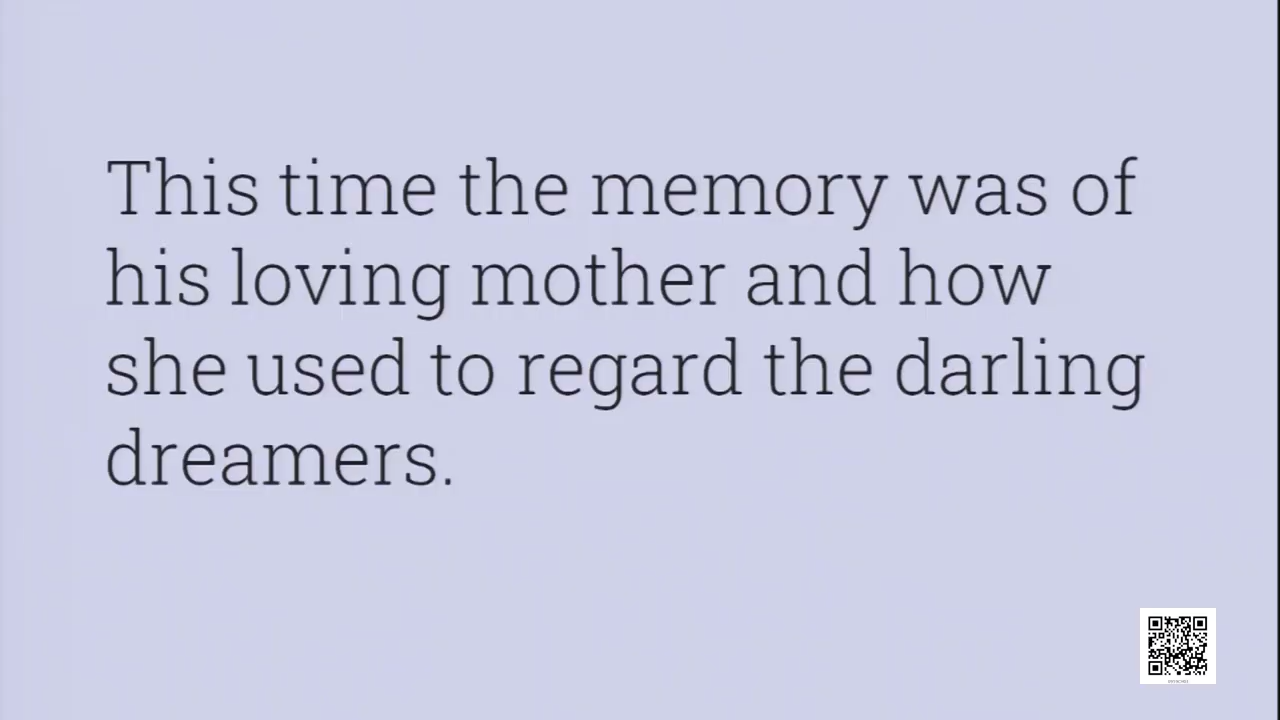 This time the memory was of
his loving mother and how
she used to regard the darling
dreamers.